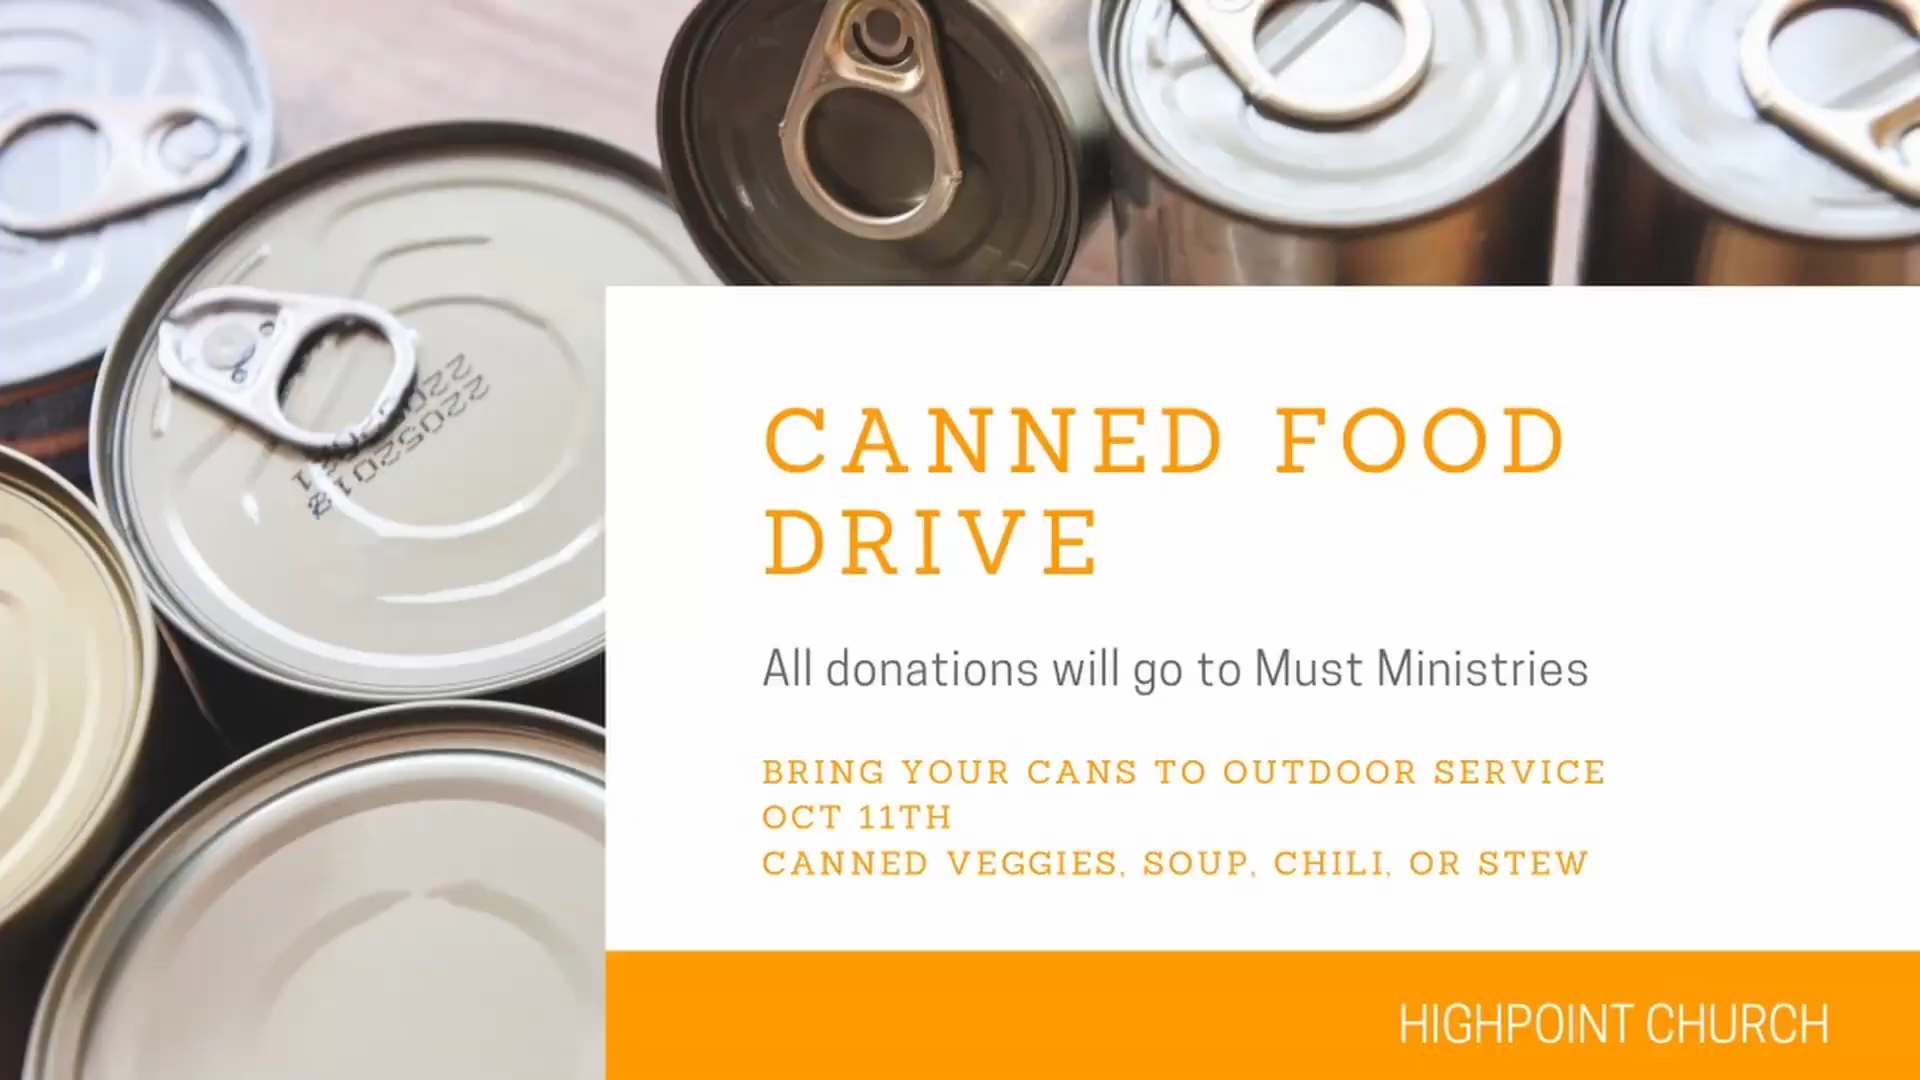 22052018
CANNED FOOD
DRIVE
All donations will go to Must Ministries
BRING YOUR CANS TO OUTDOOR SERVICE
OCT 11TH
CANNED VEGGIES, SOUP, CHILI, OR STEW
HIGHPOINT CHURCH